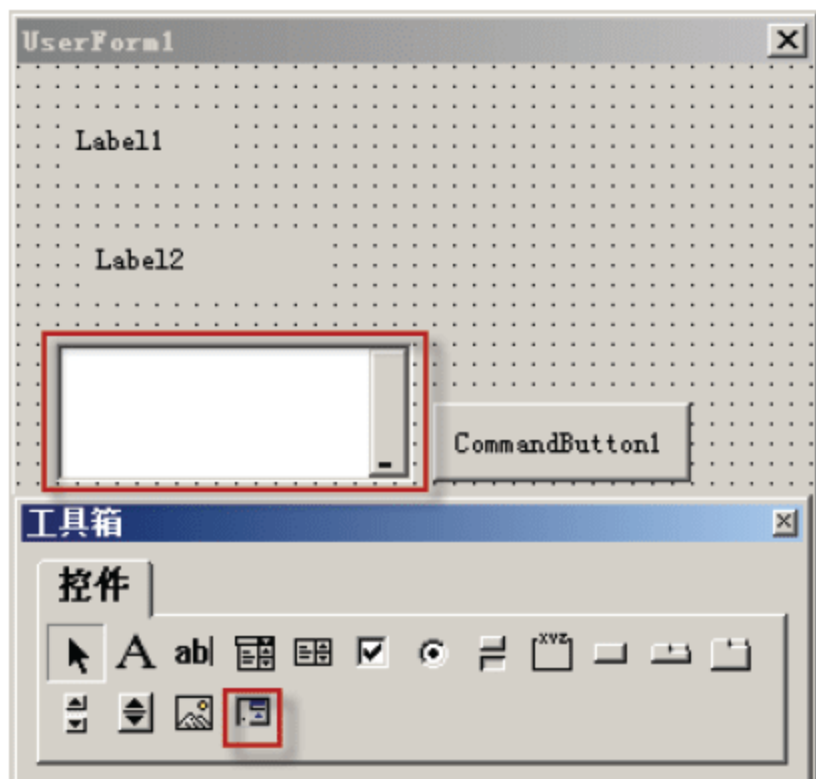 UserForm1
Label1
Label2
CommandButton1
工具箱
控件
A ab|
XYZ